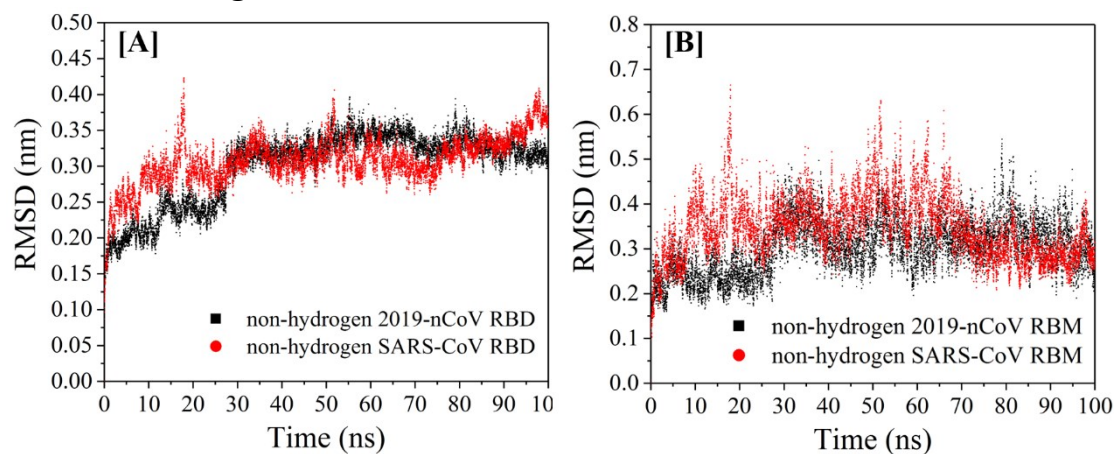 [A]
RMSD (nm)
0.50
0.45
0.40
0.35
0.30
0.25
0.20
0.15
0.10
0.05
0.00
non-hydrogen 2019-nCoV RBD
non-hydrogen SARS-CoV RBD
0 10 20 30 40 50 60 70 80 90 100
Time (ns)
[B]
RMSD (nm)
0.8
0.7
0.6
0.5
0.4
0.3
0.2
0.1
0.0
non-hydrogen 2019-nCoV RBM
non-hydrogen SARS-CoV RBM
0 10 20 30 40 50 60 70 80 90 100
Time (ns)